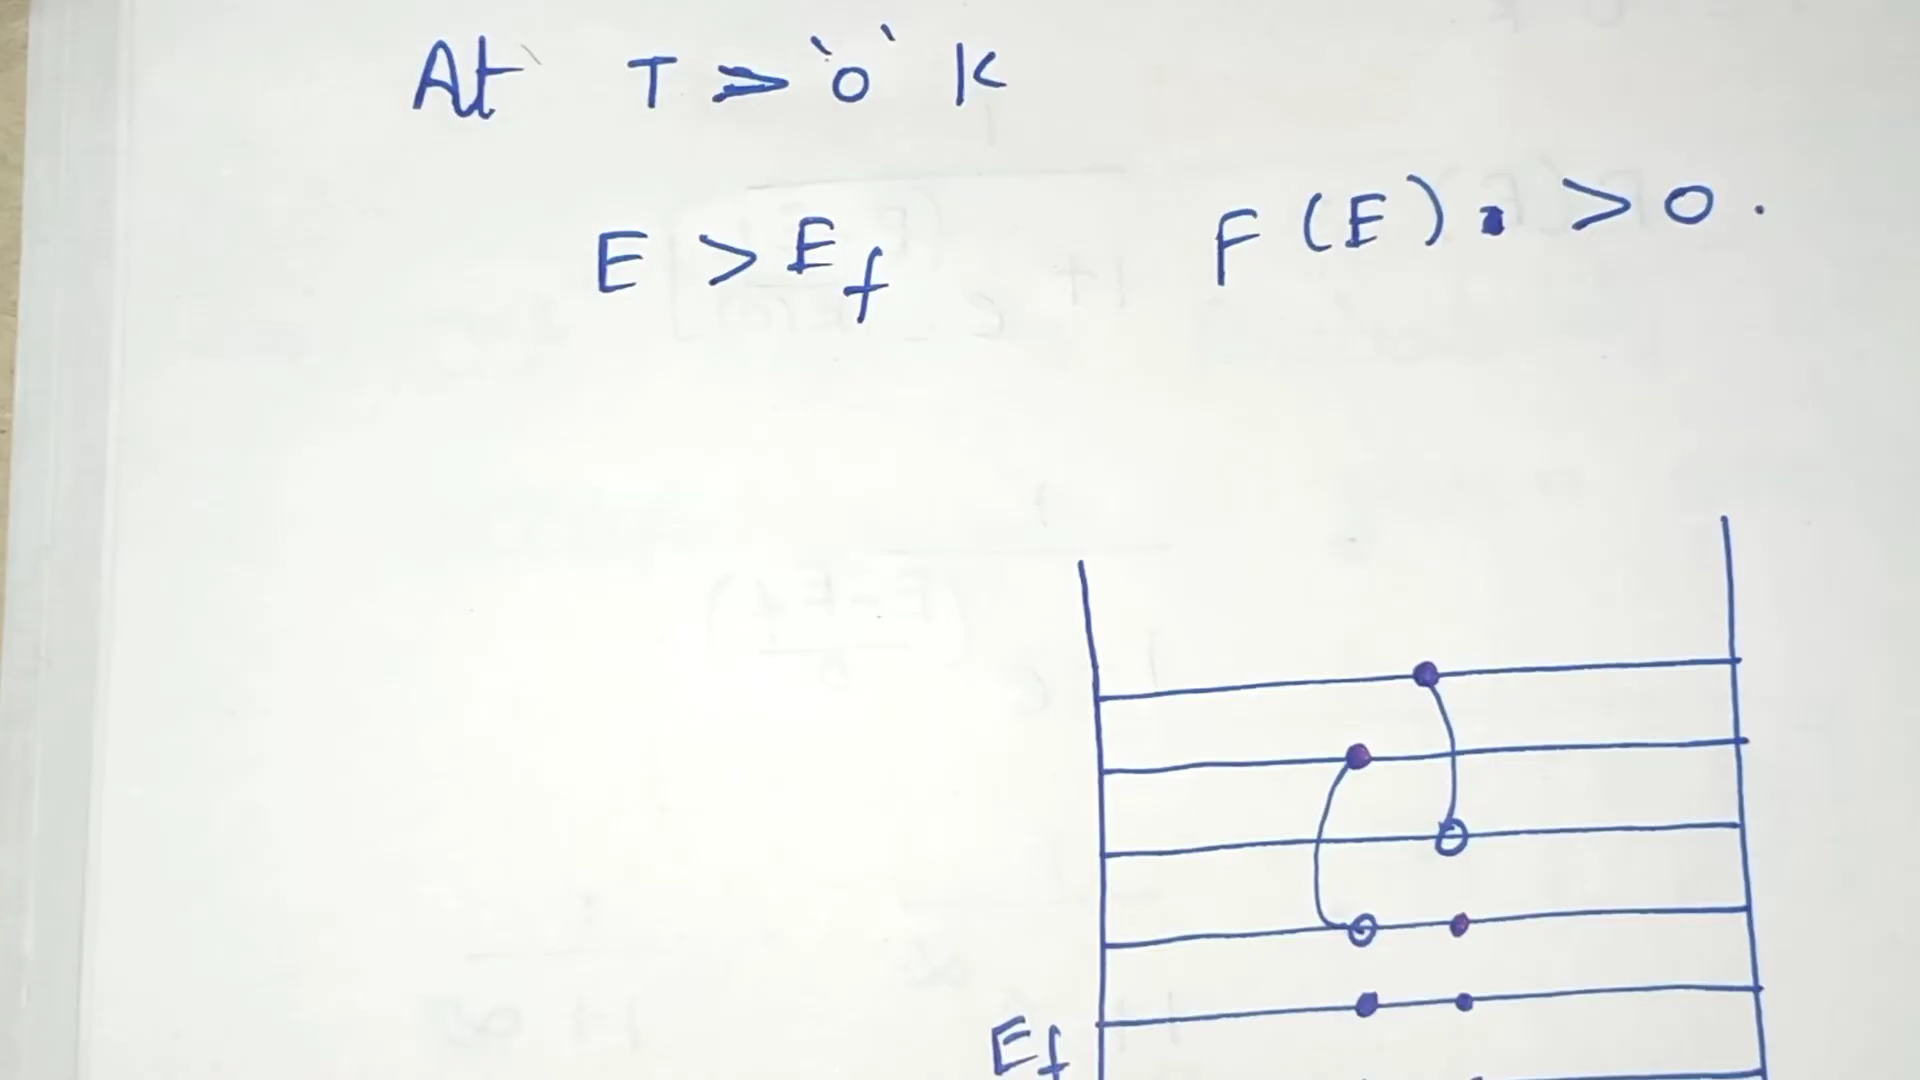 At T > '0' K
E > Ef F(E). > 0.
Ef